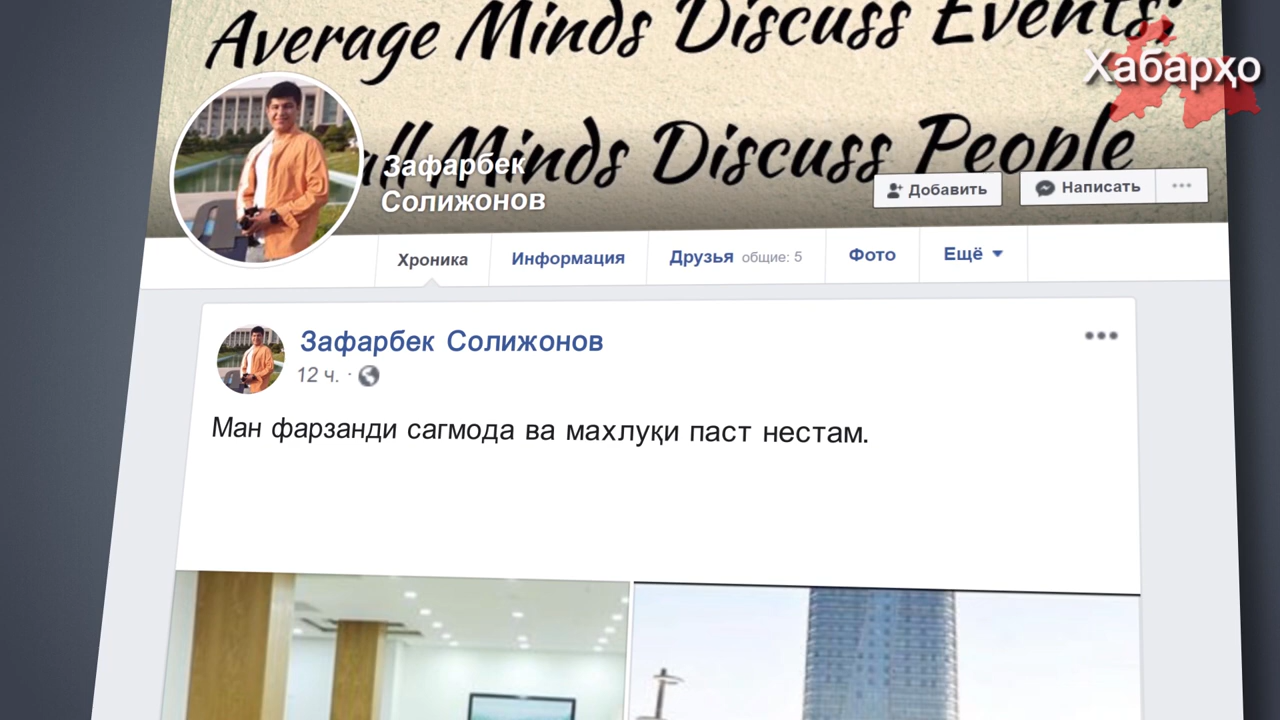 Average Minds Discuss Events;
Хабарҳо
all Minds Discuss People
Зафарбек
Солижонов
Добавить
Написать
Хроника
Информация
Друзья общие: 5
Фото
Ещё
Зафарбек Солижонов
12 ч. ·
Ман фарзанди сагмода ва махлуқи паст нестам.